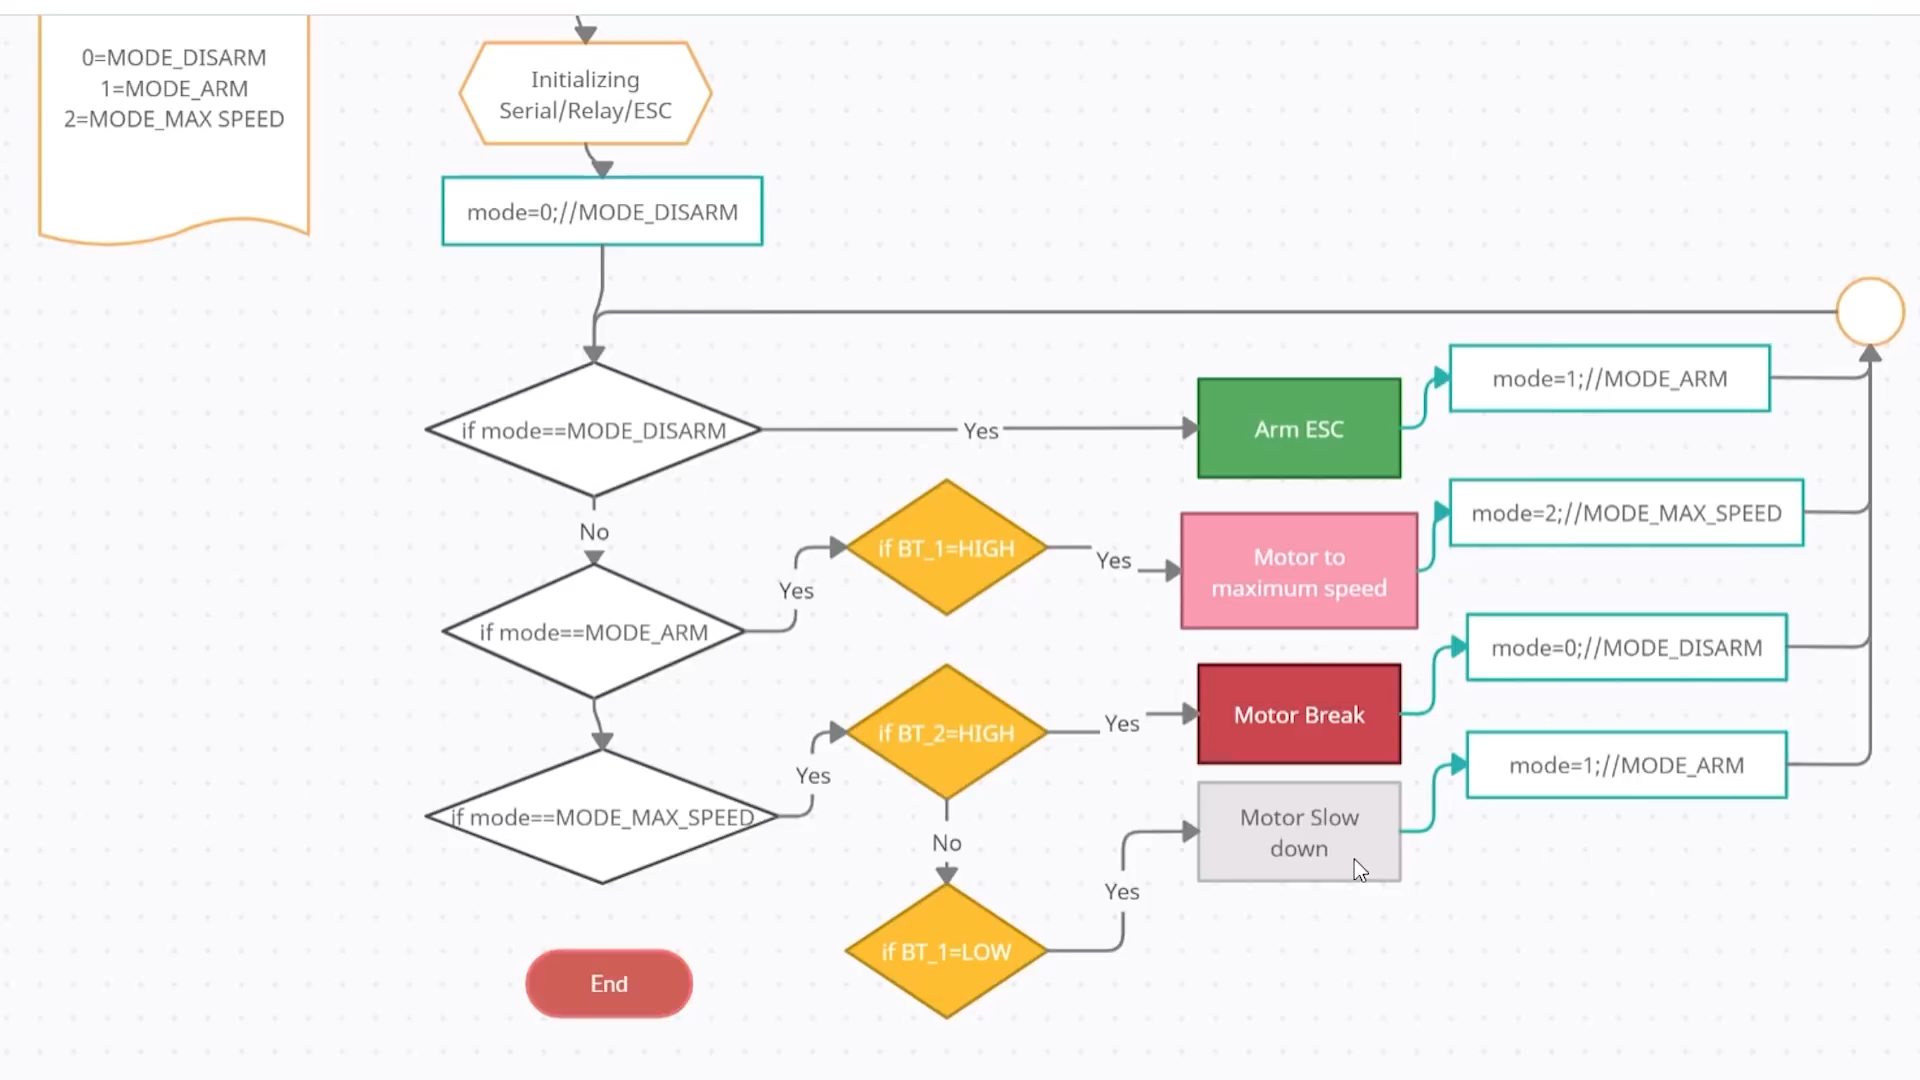 0=MODE_DISARM
1=MODE_ARM
2=MODE_MAX SPEED
Initializing
Serial/Relay/ESC
mode=0;//MODE_DISARM
if mode==MODE_DISARM
Yes
Arm ESC
mode=1;//MODE_ARM
No
if mode==MODE_ARM
Yes
if BT_1=HIGH
Yes
Motor to
maximum speed
mode=2;//MODE_MAX_SPEED
if mode==MODE_MAX_SPEED
Yes
if BT_2=HIGH
Yes
Motor Break
mode=0;//MODE_DISARM
No
if BT_1=LOW
Yes
Motor Slow
down
mode=1;//MODE_ARM
End